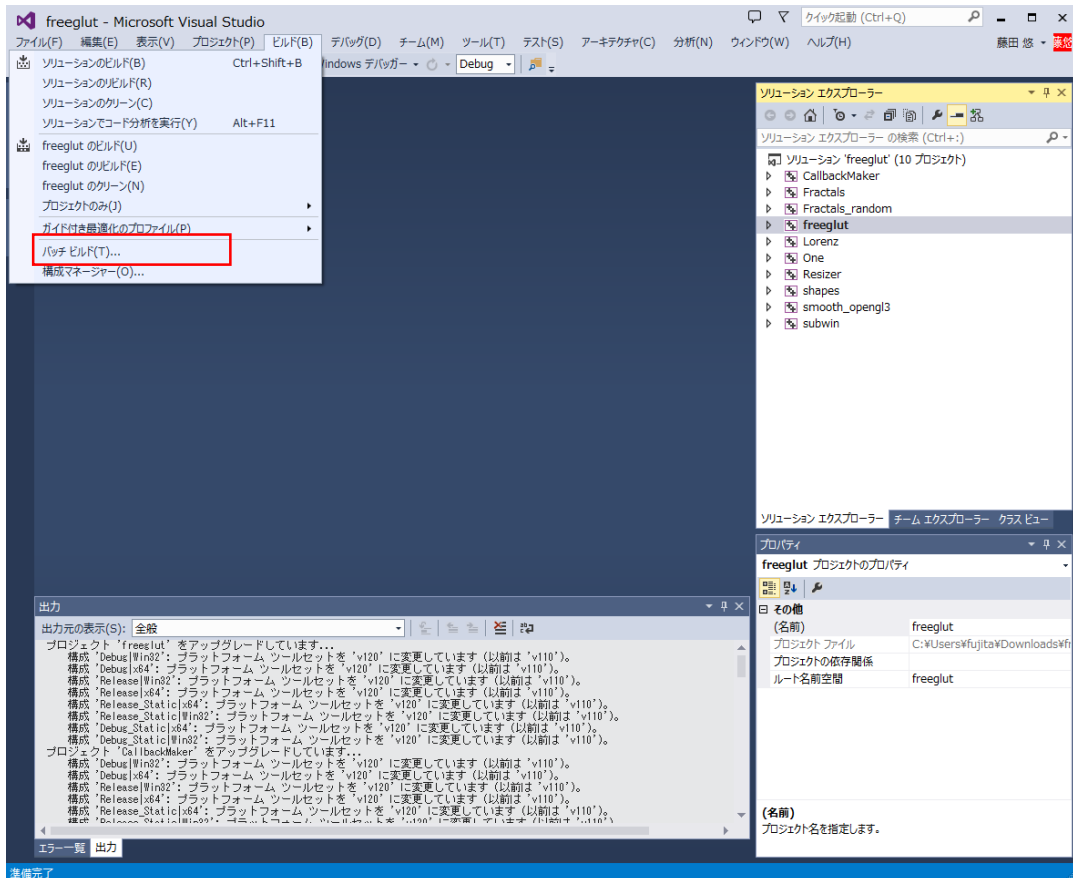 freeglut - Microsoft Visual Studio
クイック起動 (Ctrl+Q)
ファイル(F) 編集(E) 表示(V) プロジェクト(P) ビルド(B) デバッグ(D) チーム(M) ツール(T) テスト(S) アーキテクチャ(C) 分析(N) ウィンドウ(W) ヘルプ(H) 藤田 悠
indows デバッガー Debug
ソリューションのビルド(B) Ctrl+Shift+B
ソリューションのリビルド(R)
ソリューションのクリーン(C)
ソリューションでコード分析を実行(Y) Alt+F11
freeglut のビルド(U)
freeglut のリビルド(E)
freeglut のクリーン(N)
プロジェクトのみ(J)
ガイド付き最適化のプロファイル(P)
バッチ ビルド(T)...
構成マネージャー(O)...
ソリューション エクスプローラー
ソリューション エクスプローラー の検索 (Ctrl+:)
ソリューション 'freeglut' (10 プロジェクト)
CallbackMaker
Fractals
Fractals_random
freeglut
Lorenz
One
Resizer
shapes
smooth_opengl3
subwin
ソリューション エクスプローラー チーム エクスプローラー クラス ビュー
プロパティ
freeglut プロジェクトのプロパティ
その他
(名前) freeglut
プロジェクト ファイル C:¥Users¥fujita¥Downloads¥fr
プロジェクトの依存関係
ルート名前空間 freeglut
(名前)
プロジェクト名を指定します。
出力
出力元の表示(S): 全般
プロジェクト 'freeglut' をアップグレードしています...
構成 'Debug|Win32': プラットフォーム ツールセットを 'v120' に変更しています (以前は 'v110')。
構成 'Debug|x64': プラットフォーム ツールセットを 'v120' に変更しています (以前は 'v110')。
構成 'Release|Win32': プラットフォーム ツールセットを 'v120' に変更しています (以前は 'v110')。
構成 'Release|x64': プラットフォーム ツールセットを 'v120' に変更しています (以前は 'v110')。
構成 'Release_Static|x64': プラットフォーム ツールセットを 'v120' に変更しています (以前は 'v110')。
構成 'Release_Static|Win32': プラットフォーム ツールセットを 'v120' に変更しています (以前は 'v110')。
構成 'Debug_Static|x64': プラットフォーム ツールセットを 'v120' に変更しています (以前は 'v110')。
構成 'Debug_Static|Win32': プラットフォーム ツールセットを 'v120' に変更しています (以前は 'v110')。
プロジェクト 'CallbackMaker' をアップグレードしています...
構成 'Debug|Win32': プラットフォーム ツールセットを 'v120' に変更しています (以前は 'v110')。
構成 'Debug|x64': プラットフォーム ツールセットを 'v120' に変更しています (以前は 'v110')。
構成 'Release|Win32': プラットフォーム ツールセットを 'v120' に変更しています (以前は 'v110')。
構成 'Release|x64': プラットフォーム ツールセットを 'v120' に変更しています (以前は 'v110')。
構成 'Release_Static|x64': プラットフォーム ツールセットを 'v120' に変更しています (以前は 'v110')。
構成 'Release_Static|Win32': プラットフォーム ツールセットを 'v120' に変更しています (以前は 'v110')
エラー一覧 出力
準備完了